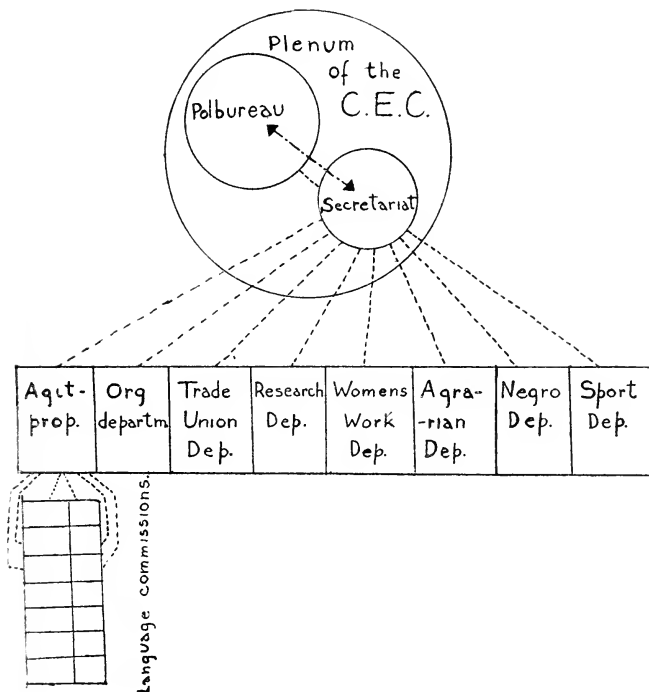 Plenum
of the
C.E.C.
Polbureau
Secretariat
Agit-
prop.
Org
departm
Trade
Union
Dep.
Research
Dep.
Womens
Work
Dep.
Agra-
-rian
Dep.
Negro
Dep.
Sport
Dep.
Language commissions.